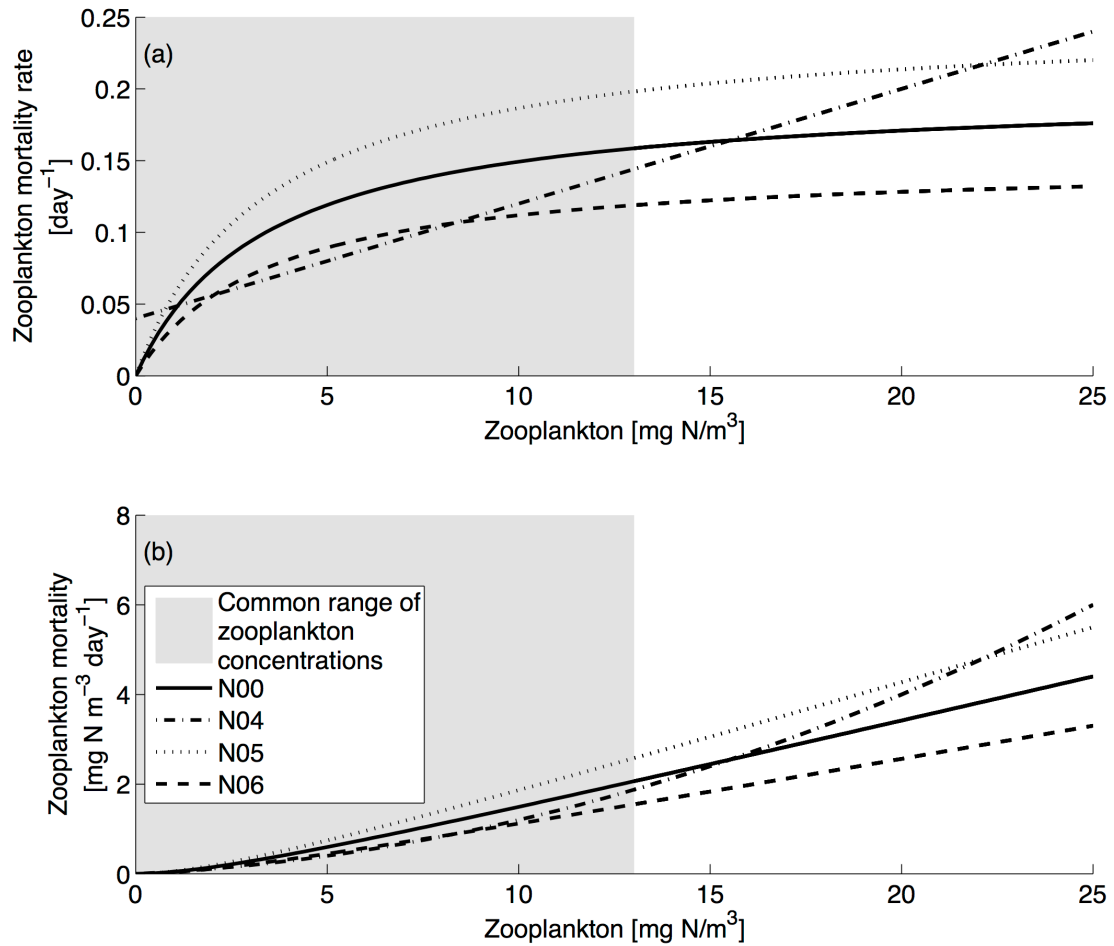 0.25
(a)
0.2
0.15
0.1
0.05
0
Zooplankton mortality rate
[day⁻¹]
0 5 10 15 20 25
Zooplankton [mg N/m³]
8
(b)
6
4
2
0
Zooplankton mortality
[mg N m⁻³ day⁻¹]
Common range of
zooplankton
concentrations
N00
N04
N05
N06
0 5 10 15 20 25
Zooplankton [mg N/m³]